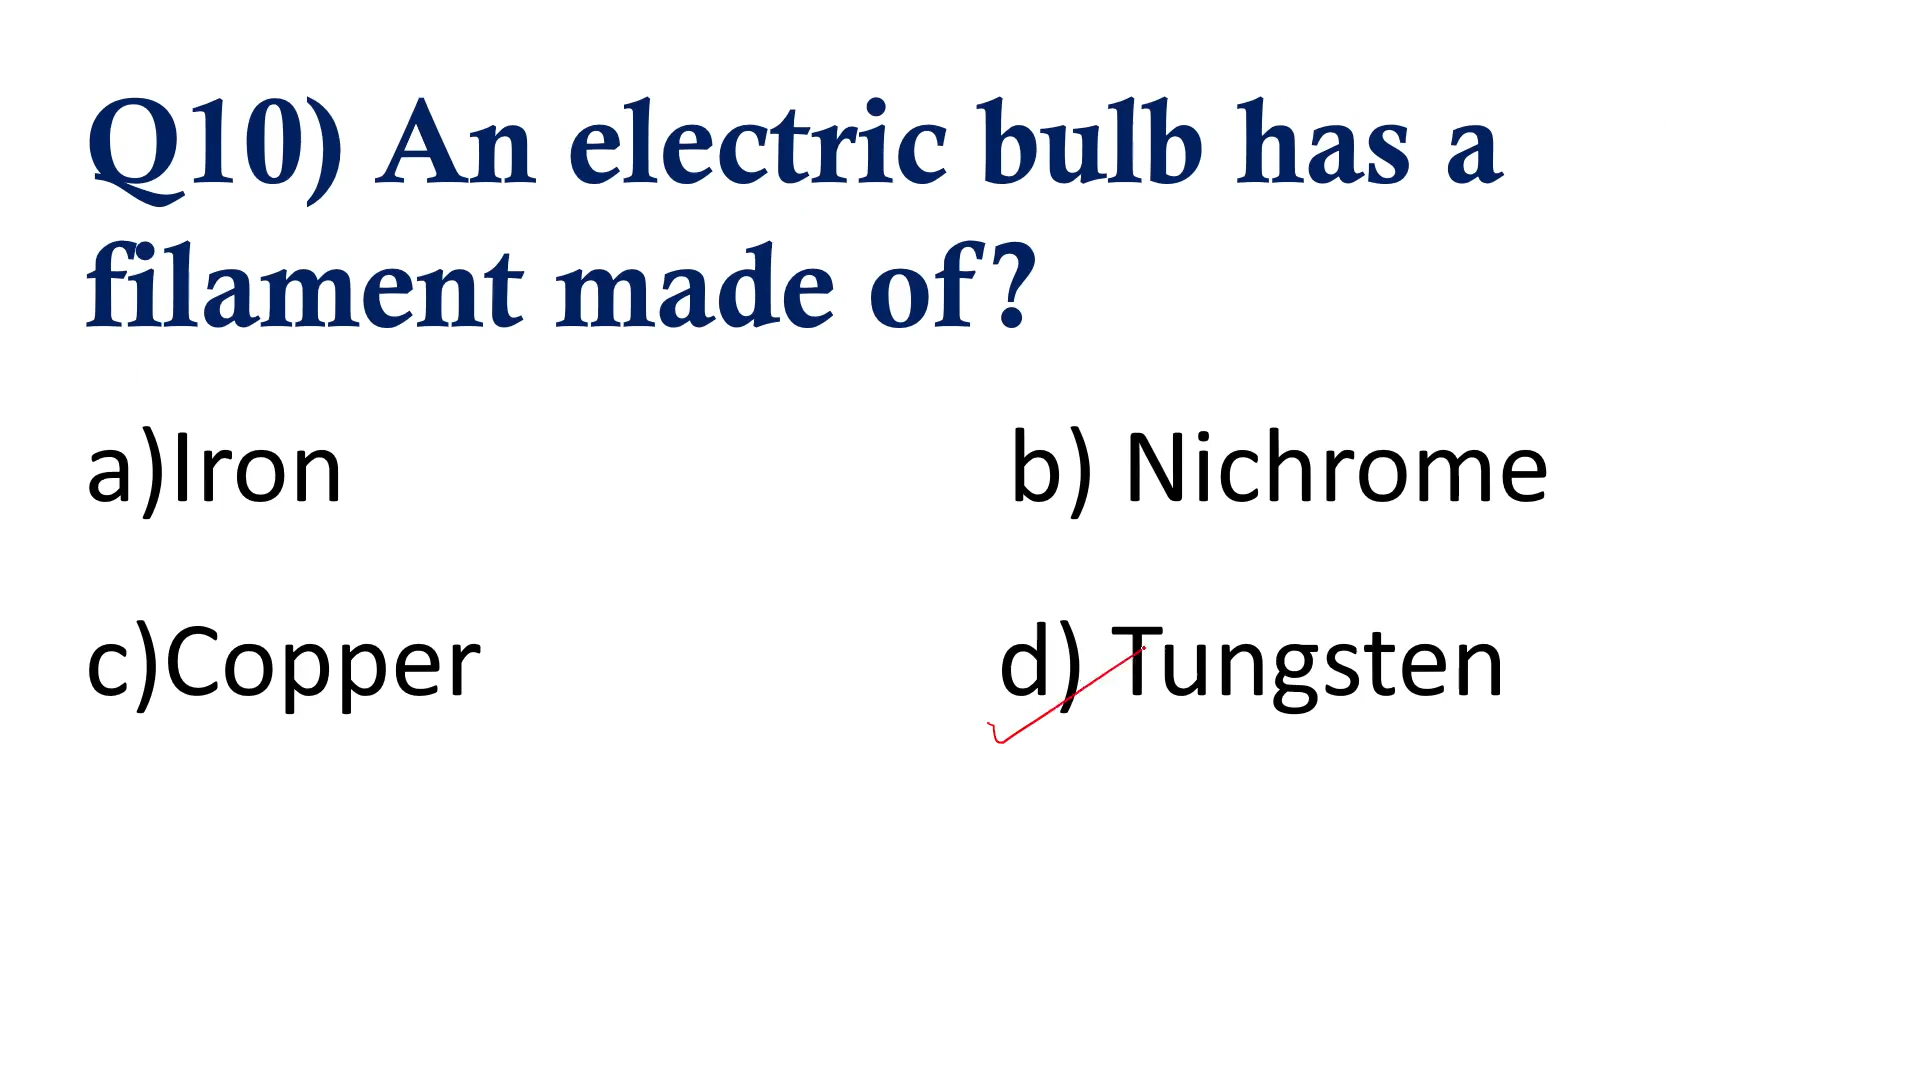 Q10) An electric bulb has a
filament made of?
a)Iron b) Nichrome
c)Copper d) Tungsten